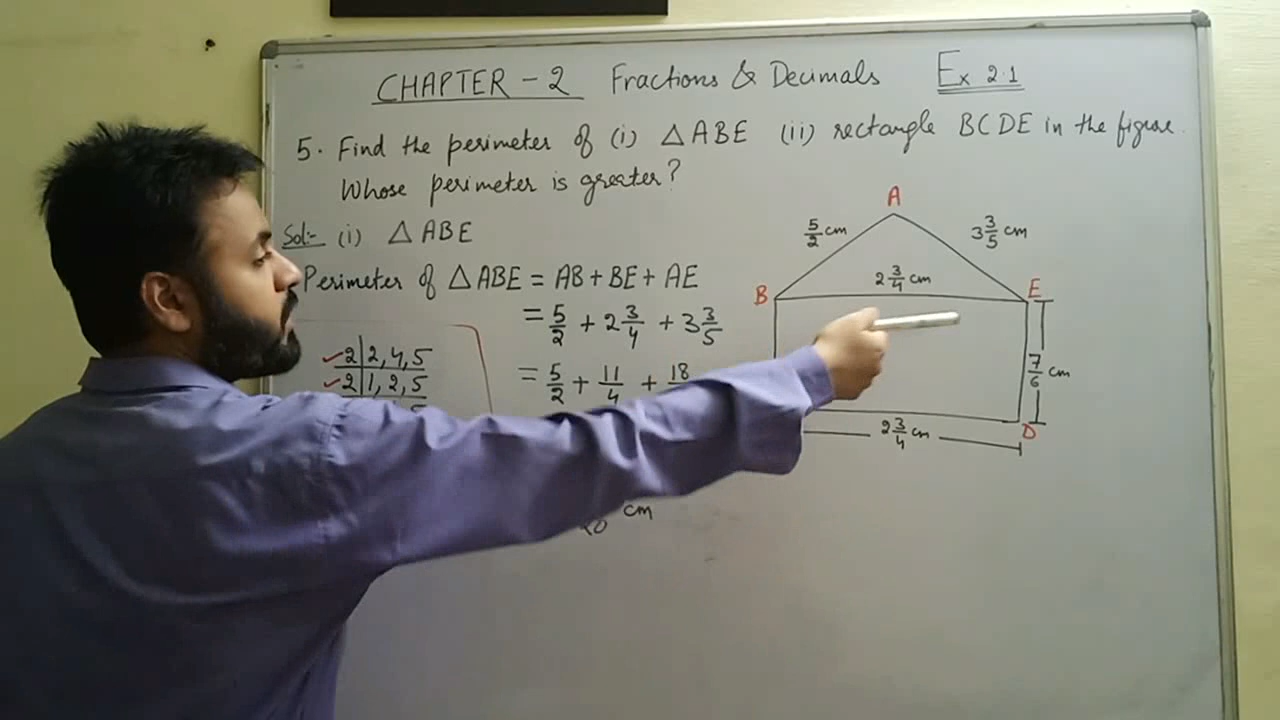 CHAPTER - 2 Fractions & Decimals Ex 2.1
5. Find the perimeter of (i) △ABE (ii) rectangle BCDE in the figure.
Whose perimeter is greater?
Sol:- (i) △ABE
Perimeter of △ABE = AB + BE + AE
= 5/2 + 2 3/4 + 3 3/5
= 5/2 + 11/4 + 18
cm
2 | 2, 4, 5
2 | 1, 2, 5
A
5/2 cm
3 3/5 cm
2 3/4 cm
B
E
7/6 cm
D
2 3/4 cm